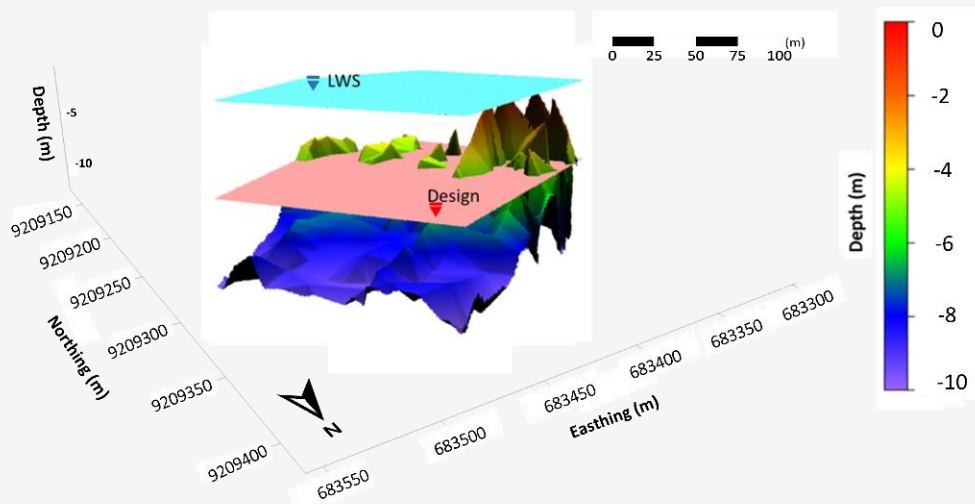 (m)
0 25 50 75 100
LWS
Design
Depth (m)
-5
-10
9209150
9209200
9209250
9209300
9209350
9209400
Northing (m)
N
683550
683500
683450
683400
683350
683300
Easthing (m)
Depth (m)
0
-2
-4
-6
-8
-10